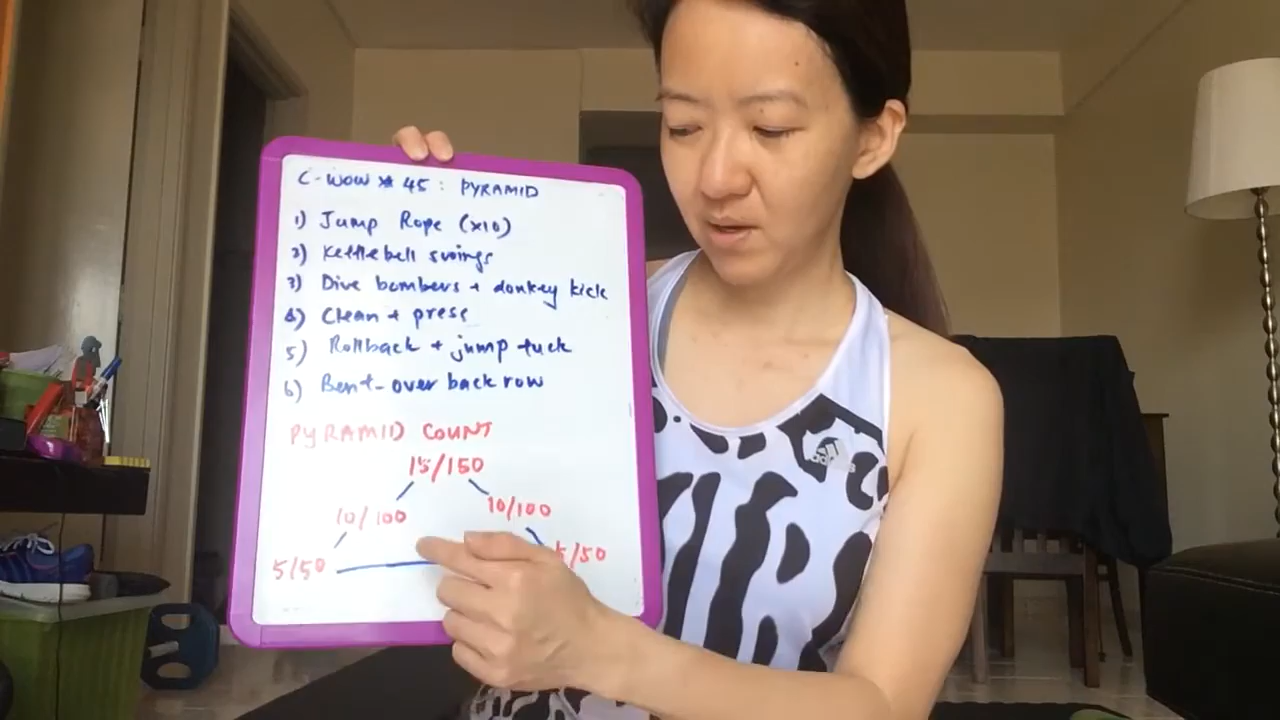 C-WOW # 45: PYRAMID
1) Jump Rope (x10)
2) Kettlebell swings
3) Dive bombers + donkey kick
4) Clean + press
5) Rollback + jump tuck
6) Bent-over back row
PYRAMID COUNT
15/150
10/100 10/100
5/50 5/50
adidas